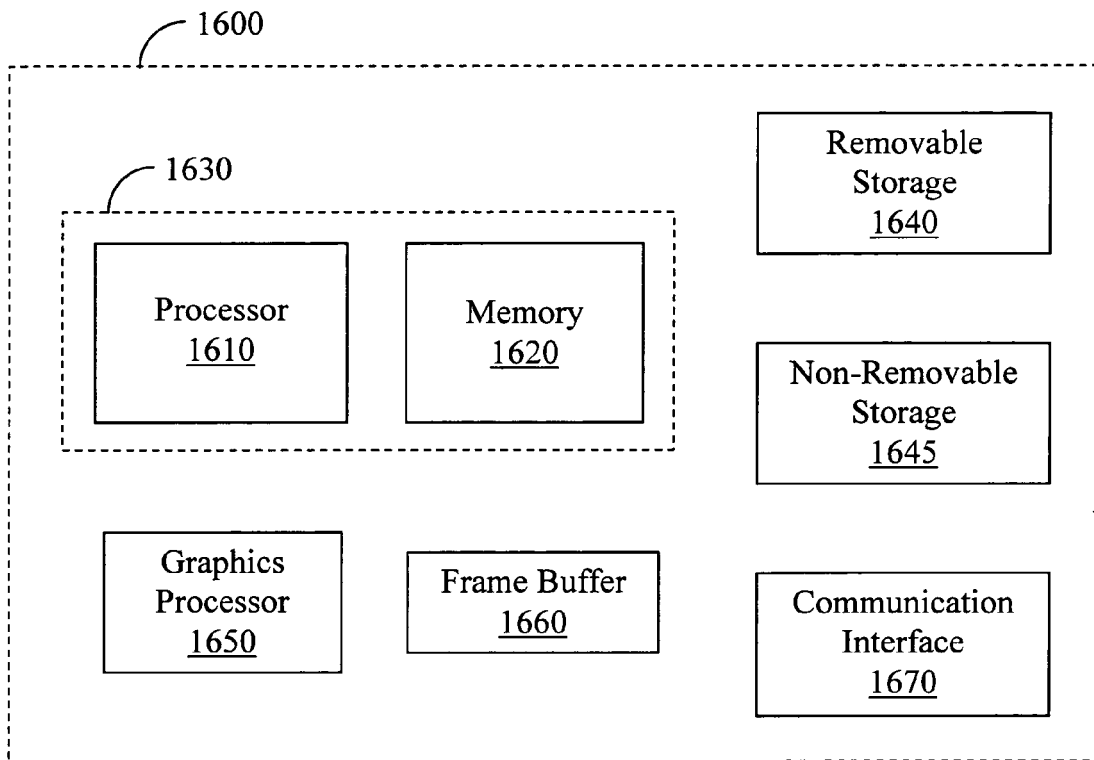 1600
1630
Processor
1610
Memory
1620
Removable
Storage
1640
Non-Removable
Storage
1645
Graphics
Processor
1650
Frame Buffer
1660
Communication
Interface
1670